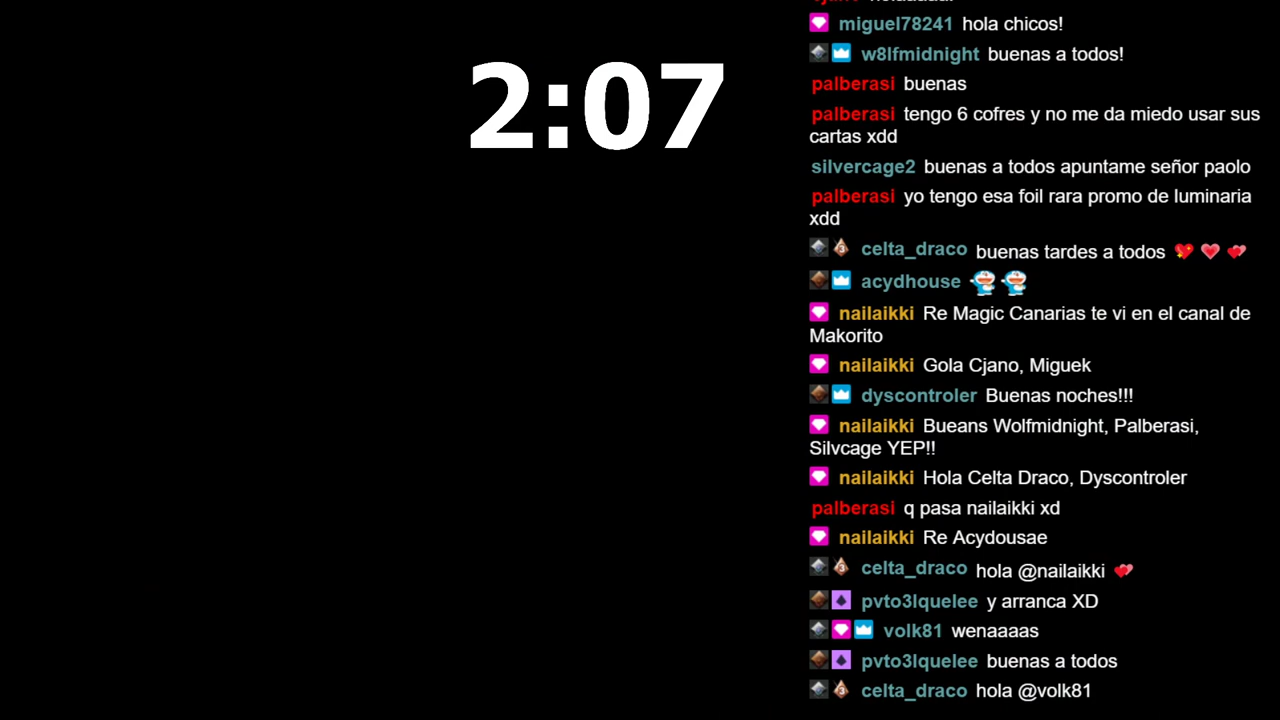 2:07
miguel78241 hola chicos!
w8lfmidnight buenas a todos!
palberasi buenas
palberasi tengo 6 cofres y no me da miedo usar sus
cartas xdd
silvercage2 buenas a todos apuntame señor paolo
palberasi yo tengo esa foil rara promo de luminaria
xdd
celta_draco buenas tardes a todos
acydhouse
nailaikki Re Magic Canarias te vi en el canal de
Makorito
nailaikki Gola Cjano, Miguek
dyscontroler Buenas noches!!!
nailaikki Bueans Wolfmidnight, Palberasi,
Silvcage YEP!!
nailaikki Hola Celta Draco, Dyscontroler
palberasi q pasa nailaikki xd
nailaikki Re Acydousae
celta_draco hola @nailaikki
pvto3lquelee y arranca XD
volk81 wenaaaas
pvto3lquelee buenas a todos
celta_draco hola @volk81